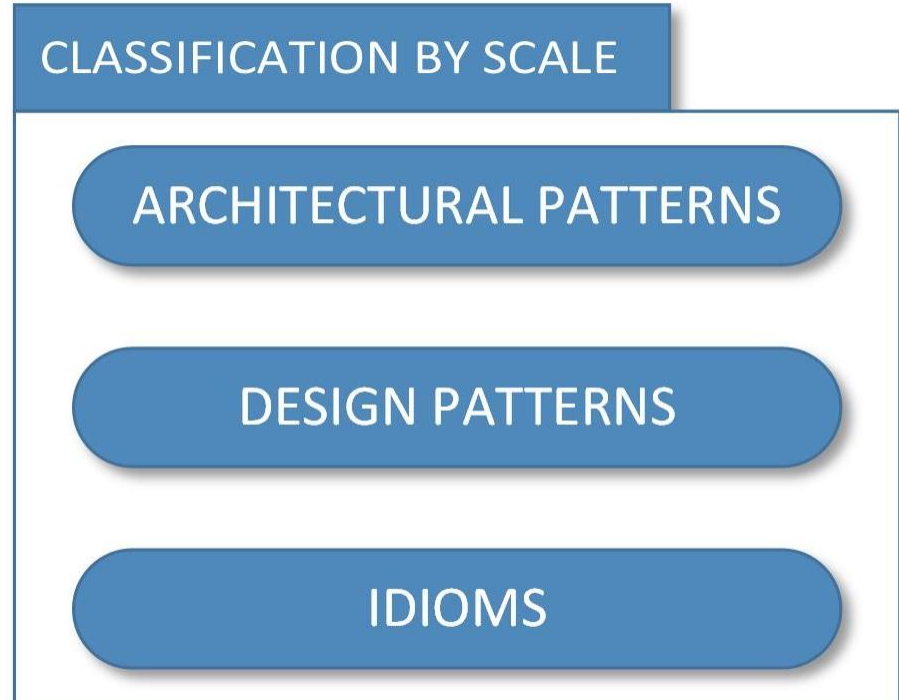 CLASSIFICATION BY SCALE
ARCHITECTURAL PATTERNS
DESIGN PATTERNS
IDIOMS